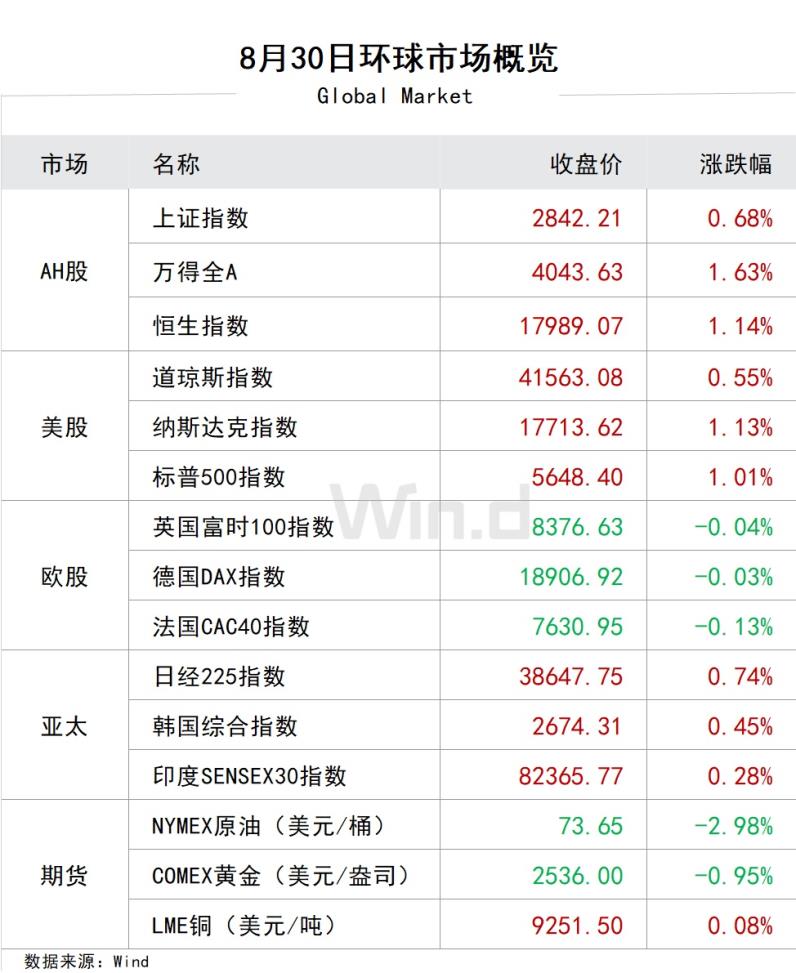 8月30日环球市场概览
Global Market
市场 名称 收盘价 涨跌幅
上证指数 2842.21 0.68%
AH股 万得全A 4043.63 1.63%
恒生指数 17989.07 1.14%
道琼斯指数 41563.08 0.55%
美股 纳斯达克指数 17713.62 1.13%
标普500指数 5648.40 1.01%
Win.d
英国富时100指数 8376.63 -0.04%
欧股 德国DAX指数 18906.92 -0.03%
法国CAC40指数 7630.95 -0.13%
日经225指数 38647.75 0.74%
亚太 韩国综合指数 2674.31 0.45%
印度SENSEX30指数 82365.77 0.28%
NYMEX原油（美元/桶） 73.65 -2.98%
期货 COMEX黄金（美元/盎司） 2536.00 -0.95%
LME铜（美元/吨） 9251.50 0.08%
数据来源：Wind